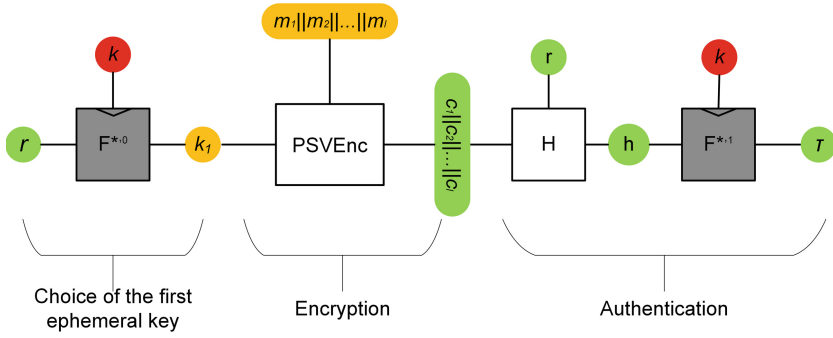 m₁||m₂||...||mₗ
k
r
k
r
F*,⁰
k₁
PSVEnc
c₁||c₂||...||cₗ
H
h
F*,¹
τ
Choice of the first
ephemeral key
Encryption
Authentication